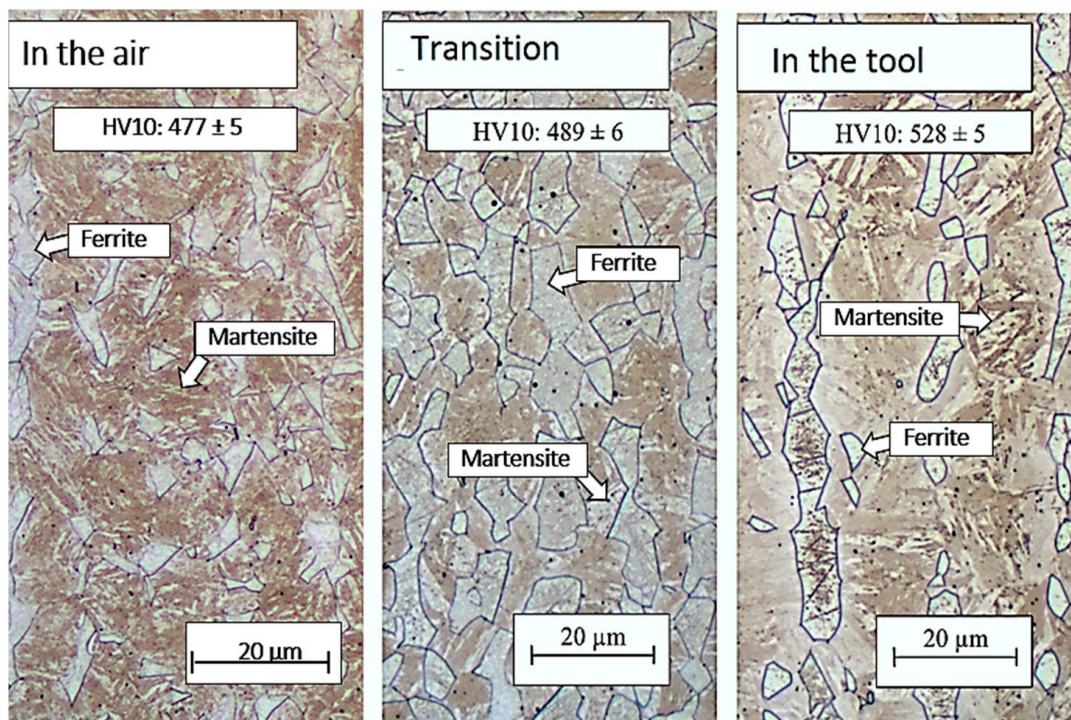 In the air
HV10: 477 ± 5
Ferrite
Martensite
20 µm
Transition
HV10: 489 ± 6
Ferrite
Martensite
20 µm
In the tool
HV10: 528 ± 5
Martensite
Ferrite
20 µm